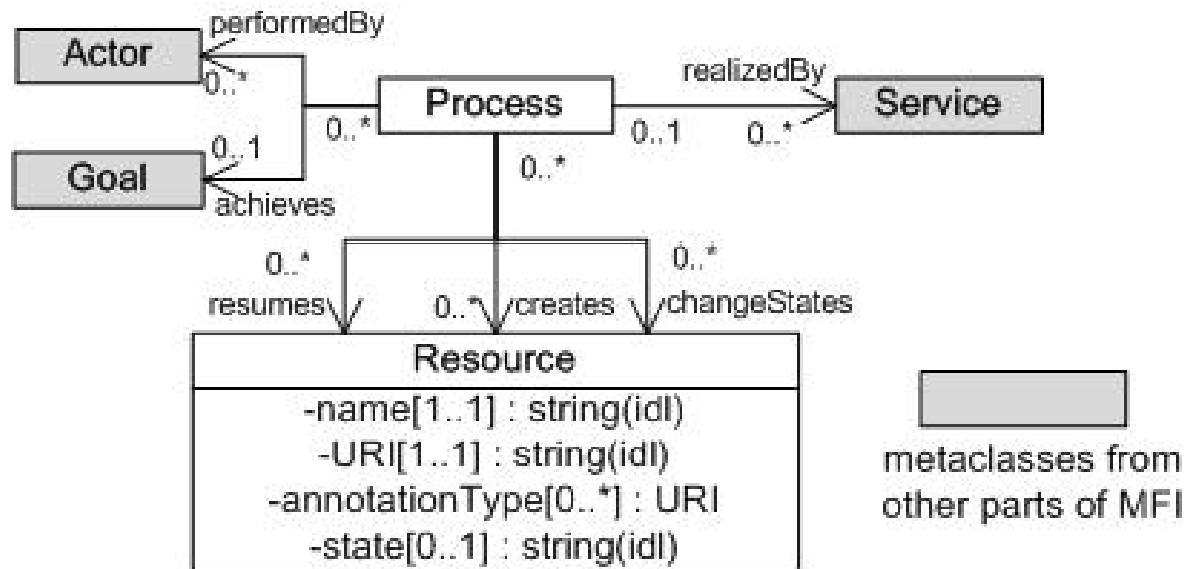 performedBy
Actor
0..*
Process
realizedBy
Service
0..*
0..1
0..*
0..1
Goal
achieves
0..*
0..*
0..*
resumes
0..*
creates
changeStates
Resource
-name[1..1] : string(idl)
-URI[1..1] : string(idl)
-annotationType[0..*] : URI
-state[0..1] : string(idl)
metaclasses from
other parts of MFI